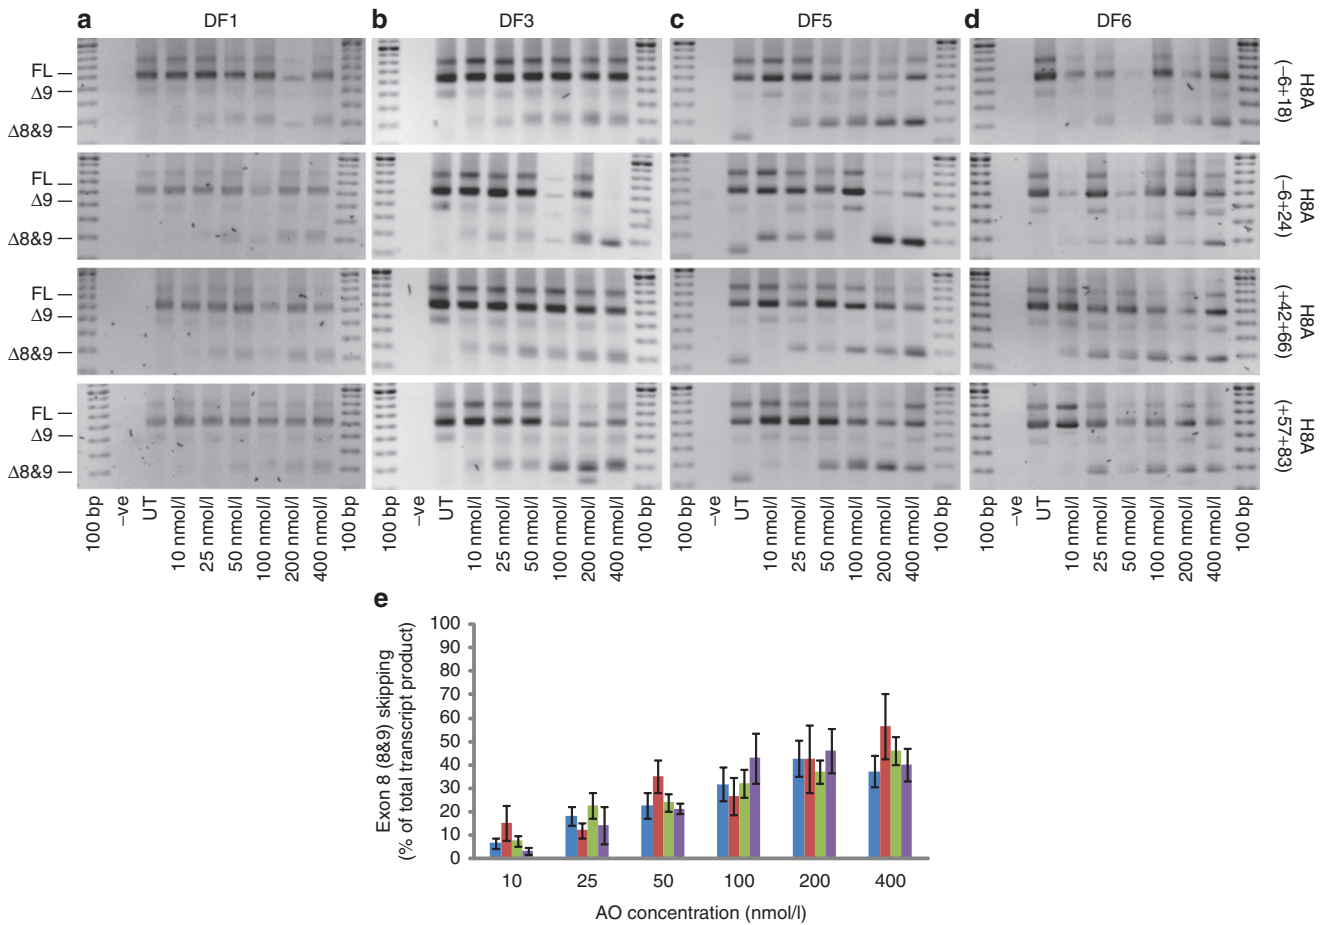 a DF1 b DF3 c DF5 d DF6
FL
Δ9
Δ8&9
H8A
(−6+18)
FL
Δ9
Δ8&9
H8A
(−6+24)
FL
Δ9
Δ8&9
H8A
(+42+66)
FL
Δ9
Δ8&9
H8A
(+57+83)
100 bp −ve UT 10 nmol/l 25 nmol/l 50 nmol/l 100 nmol/l 200 nmol/l 400 nmol/l 100 bp
100 bp −ve UT 10 nmol/l 25 nmol/l 50 nmol/l 100 nmol/l 200 nmol/l 400 nmol/l 100 bp
−ve UT 10 nmol/l 25 nmol/l 50 nmol/l 100 nmol/l 200 nmol/l 400 nmol/l 100 bp
100 bp −ve UT 10 nmol/l 25 nmol/l 50 nmol/l 100 nmol/l 200 nmol/l 400 nmol/l 100 bp
e
Exon 8 (8&9) skipping
(% of total transcript product)
100
90
80
70
60
50
40
30
20
10
0
10 25 50 100 200 400
AO concentration (nmol/l)